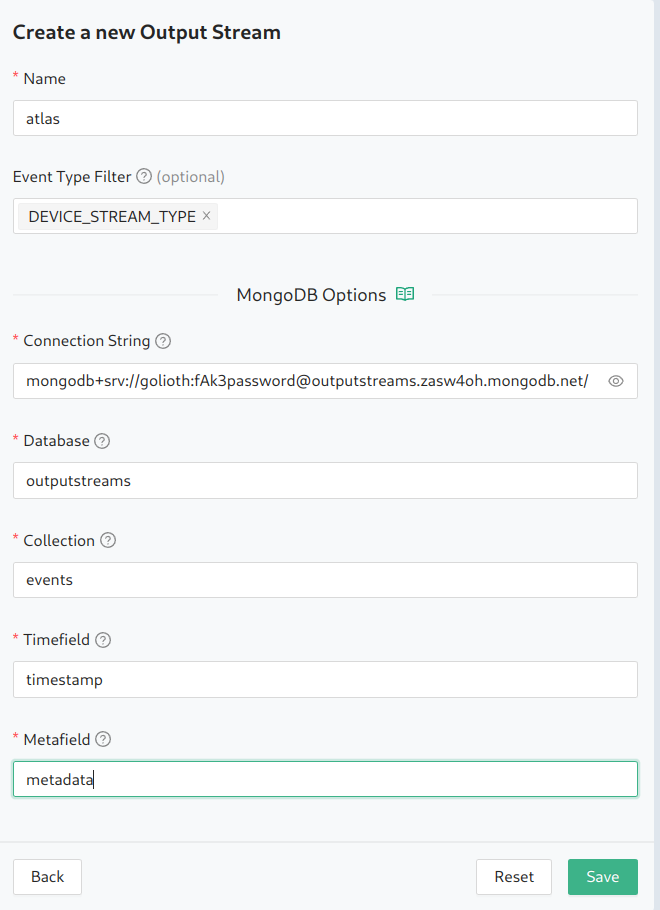 Create a new Output Stream
* Name
atlas
Event Type Filter ? (optional)
DEVICE_STREAM_TYPE ×
MongoDB Options
* Connection String ?
mongodb+srv://golioth:fAk3password@outputstreams.zasw4oh.mongodb.net/
* Database ?
outputstreams
* Collection ?
events
* Timefield ?
timestamp
* Metafield ?
metadata
Back Reset Save